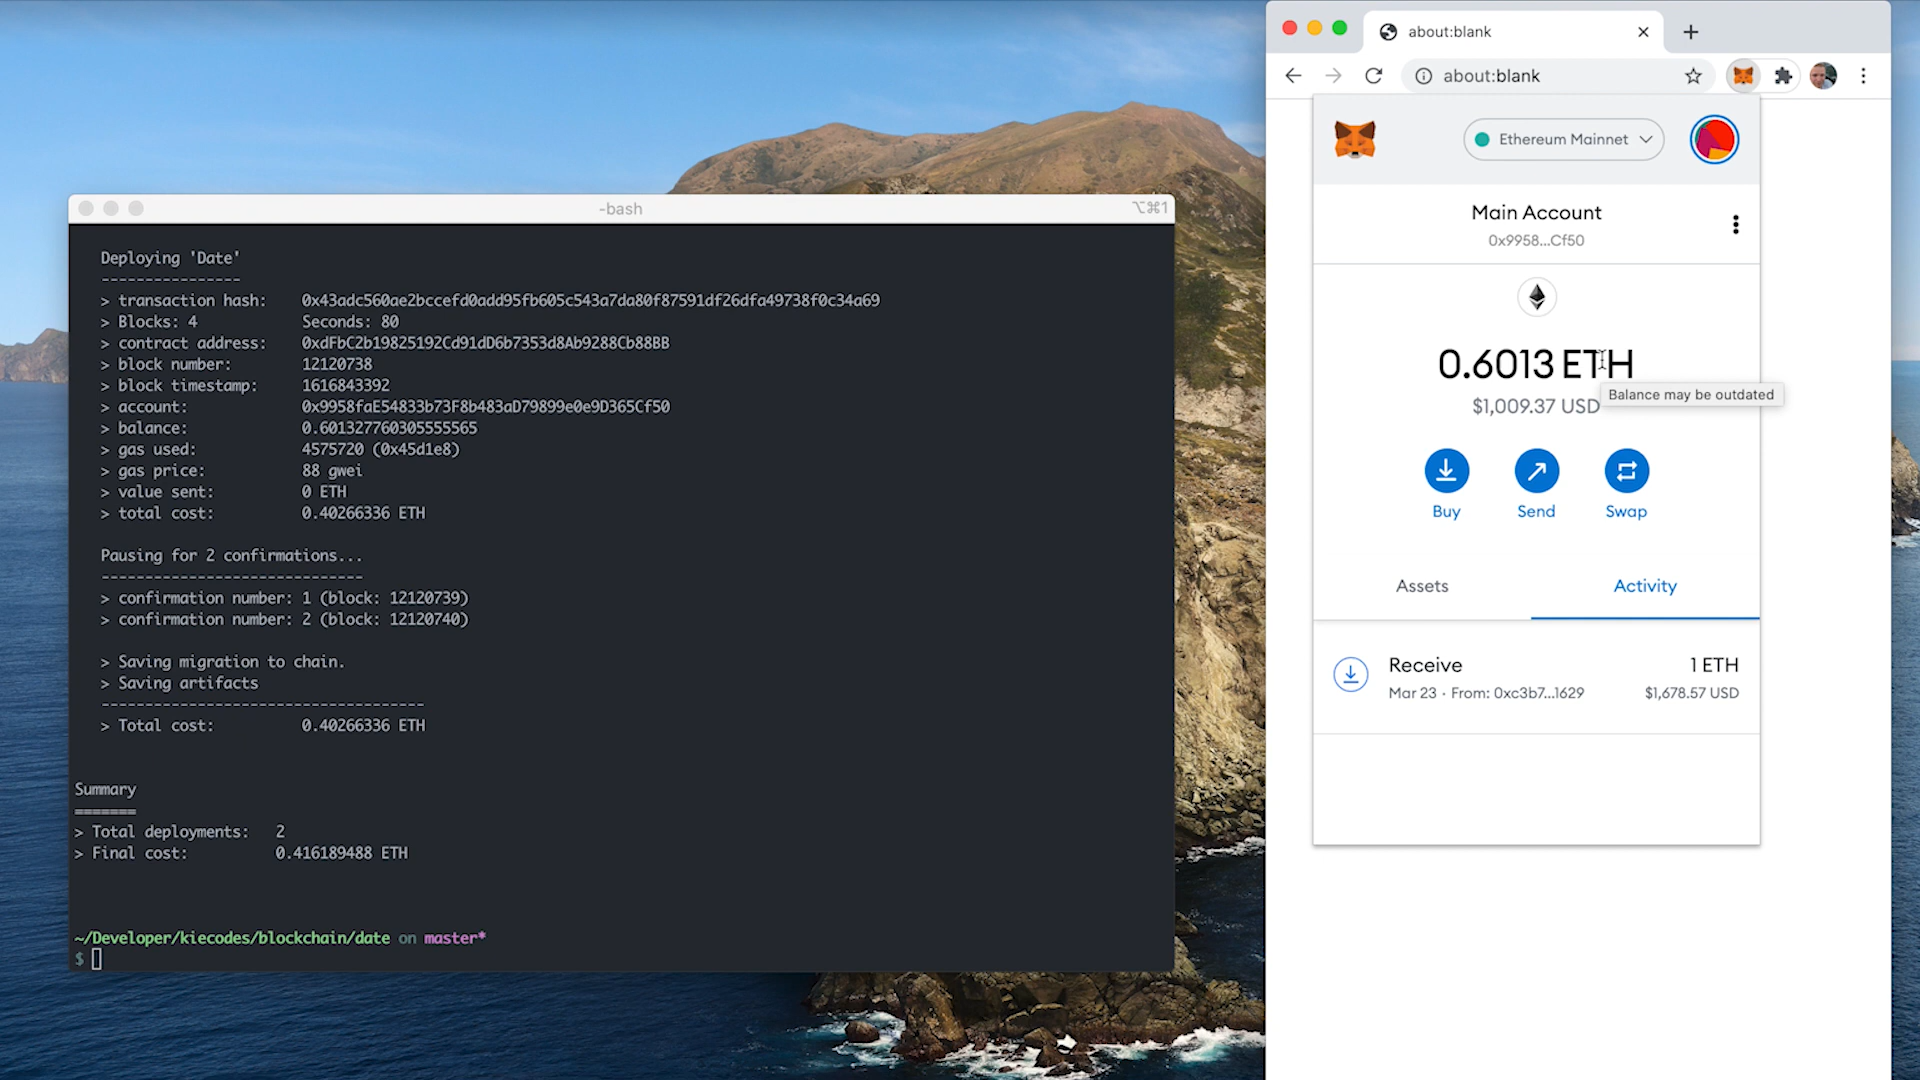 -bash
⌥⌘1
Deploying 'Date'
----------------
> transaction hash: 0x43adc560ae2bccefd0add95fb605c543a7da80f87591df26dfa49738f0c34a69
> Blocks: 4 Seconds: 80
> contract address: 0xdFbC2b19825192Cd91dD6b7353d8Ab9288Cb88BB
> block number: 12120738
> block timestamp: 1616843392
> account: 0x9958faE54833b73F8b483aD79899e0e9D365Cf50
> balance: 0.601327760305555565
> gas used: 4575720 (0x45d1e8)
> gas price: 88 gwei
> value sent: 0 ETH
> total cost: 0.40266336 ETH
Pausing for 2 confirmations...
------------------------------
> confirmation number: 1 (block: 12120739)
> confirmation number: 2 (block: 12120740)
> Saving migration to chain.
> Saving artifacts
-------------------------------------
> Total cost: 0.40266336 ETH
Summary
=======
> Total deployments: 2
> Final cost: 0.416189488 ETH
~/Developer/kiecodes/blockchain/date on master*
$
about:blank
about:blank
Ethereum Mainnet
Main Account
0x9958...Cf50
0.6013 ETH
Balance may be outdated
$1,009.37 USD
Buy Send Swap
Assets Activity
Receive 1 ETH
Mar 23 · From: 0xc3b7...1629 $1,678.57 USD